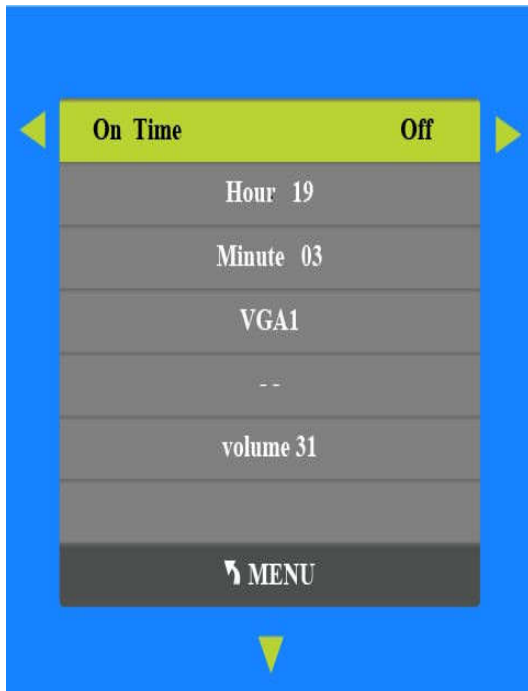 On Time Off
Hour 19
Minute 03
VGA1
- -
volume 31
MENU